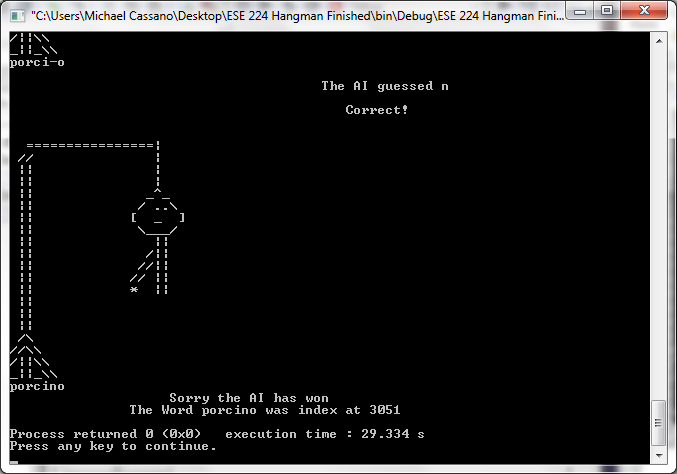 "C:\Users\Michael Cassano\Desktop\ESE 224 Hangman Finished\bin\Debug\ESE 224 Hangman Fini...
porci-o
The AI guessed n
Correct!
porcino
Sorry the AI has won
The Word porcino was index at 3051
Process returned 0 (0x0)   execution time : 29.334 s
Press any key to continue.